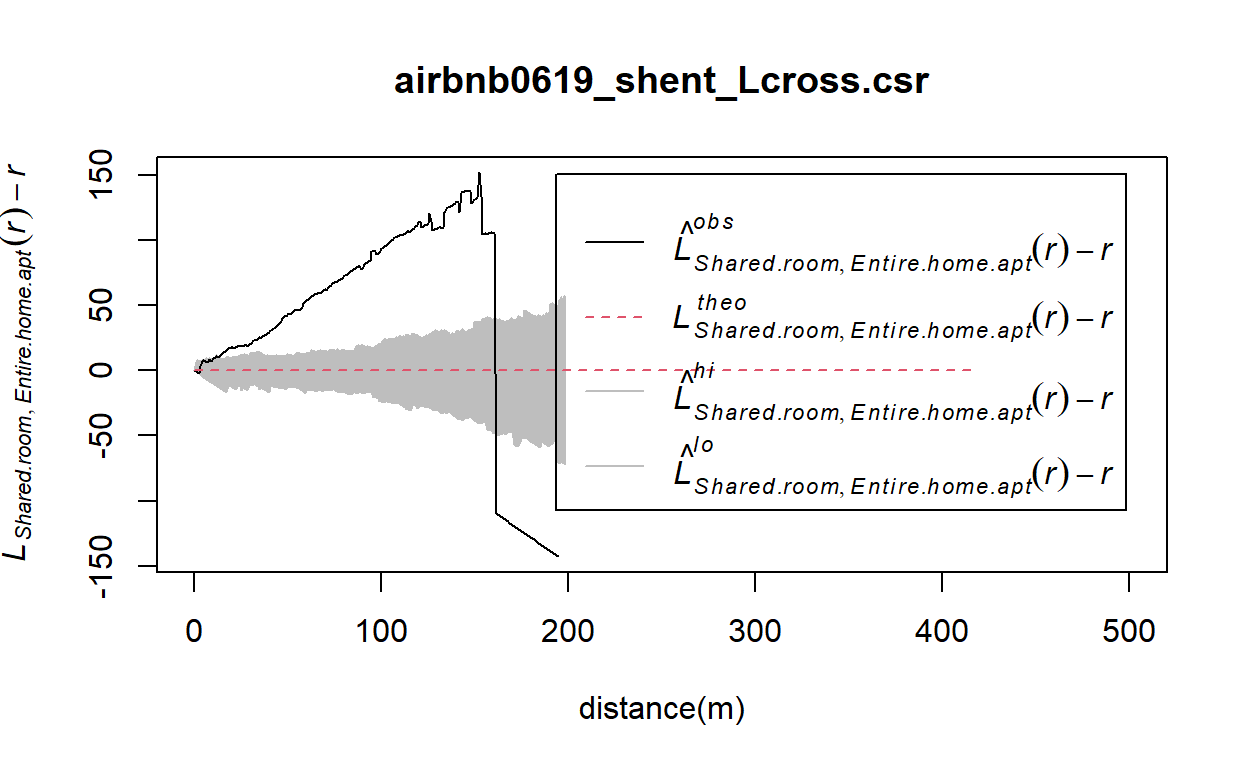 airbnb0619_shent_Lcross.csr
L Shared.room, Entire.home.apt (r) − r
150
50
0
-50
-150
L̂ obs Shared.room, Entire.home.apt (r) − r
L theo Shared.room, Entire.home.apt (r) − r
L̂ hi Shared.room, Entire.home.apt (r) − r
L̂ lo Shared.room, Entire.home.apt (r) − r
0 100 200 300 400 500
distance(m)